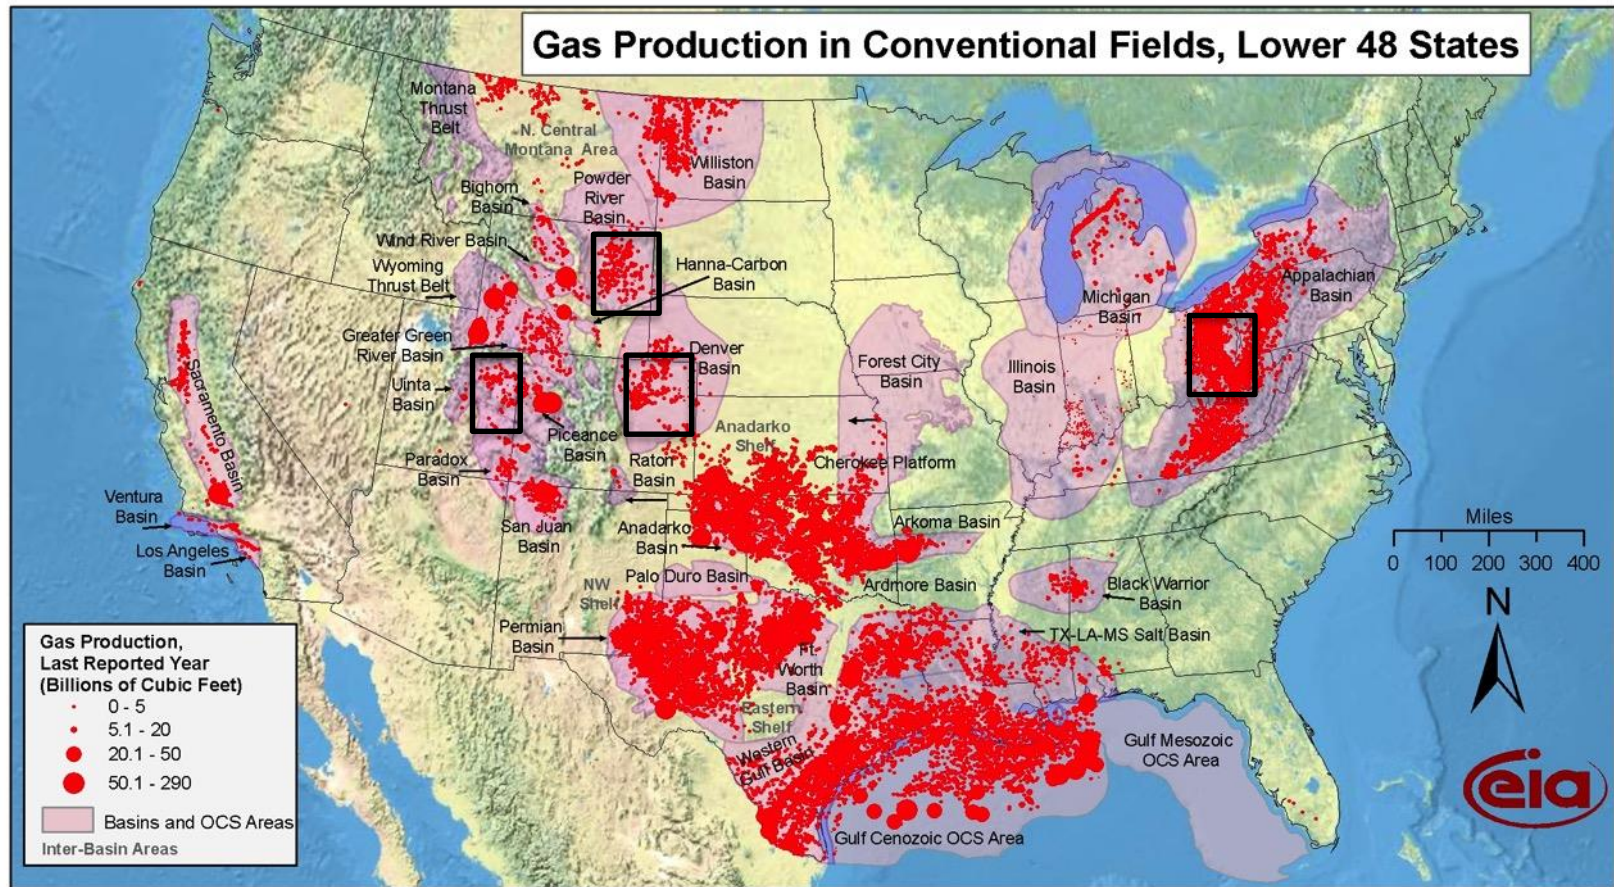 Gas Production in Conventional Fields, Lower 48 States
Montana
Thrust
Belt
N. Central
Montana Area
Williston
Basin
Powder
River
Basin
Bighorn
Basin
Wind River Basin
Wyoming
Thrust Belt
Hanna-Carbon
Basin
Greater Green
River Basin
Denver
Basin
Uinta
Basin
Piceance
Basin
Paradox
Basin
Raton
Basin
San Juan
Basin
Sacramento Basin
Ventura
Basin
Los Angeles
Basin
Anadarko
Shelf
Forest City
Basin
Cherokee Platform
Illinois
Basin
Michigan
Basin
Appalachian
Basin
Anadarko
Basin
Arkoma Basin
Palo Duro Basin
Ardmore Basin
NW
Shelf
Permian
Basin
Black Warrior
Basin
TX-LA-MS Salt Basin
Ft.
Worth
Basin
Eastern
Shelf
Western
Gulf Basin
Gulf Mesozoic
OCS Area
Gulf Cenozoic OCS Area
Miles
0 100 200 300 400
N
eia
Gas Production,
Last Reported Year
(Billions of Cubic Feet)
0 - 5
5.1 - 20
20.1 - 50
50.1 - 290
Basins and OCS Areas
Inter-Basin Areas